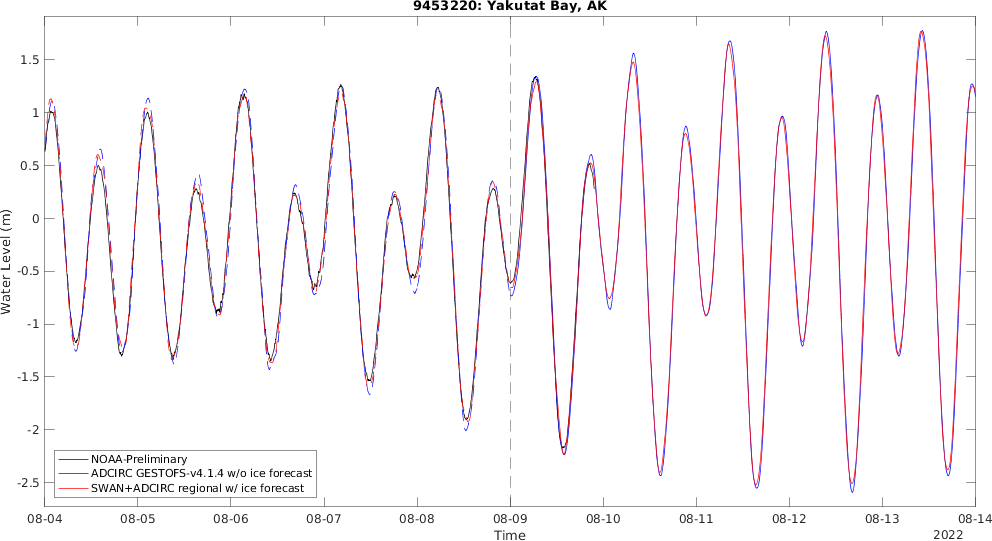 9453220: Yakutat Bay, AK
Water Level (m)
1.5
1
0.5
0
-0.5
-1
-1.5
-2
-2.5
NOAA-Preliminary
ADCIRC GESTOFS-v4.1.4 w/o ice forecast
SWAN+ADCIRC regional w/ ice forecast
08-04 08-05 08-06 08-07 08-08 08-09 08-10 08-11 08-12 08-13 08-14
Time
2022